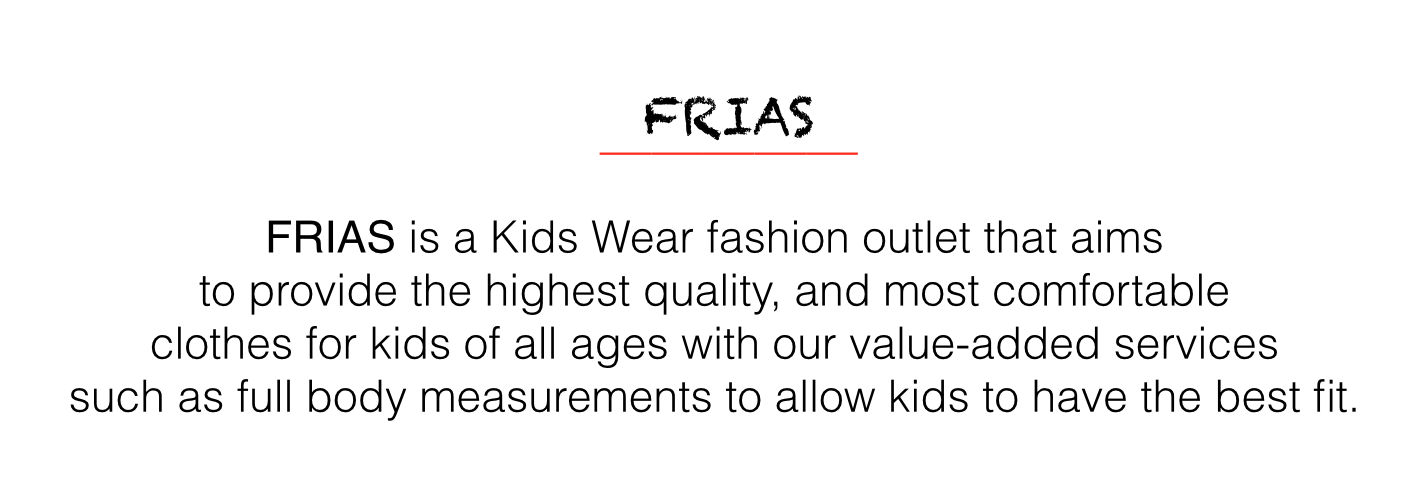 FRIAS
FRIAS is a Kids Wear fashion outlet that aims
to provide the highest quality, and most comfortable
clothes for kids of all ages with our value-added services
such as full body measurements to allow kids to have the best fit.